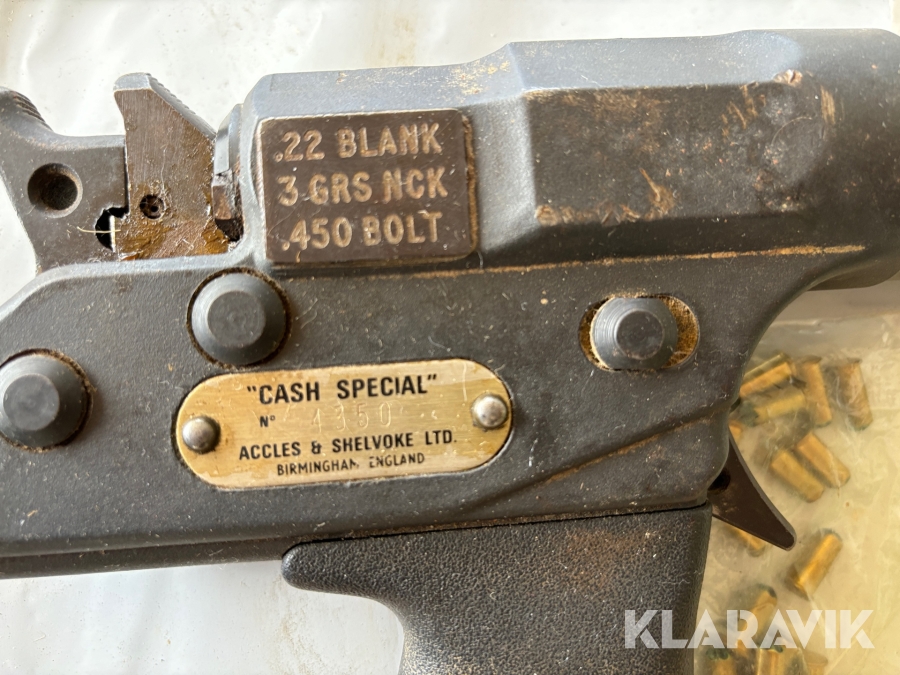 .22 BLANK
3 GRS NCK
.450 BOLT
"CASH SPECIAL"
Nº
ACCLES & SHELVOKE LTD.
BIRMINGHAM, ENGLAND
KLARAVIK